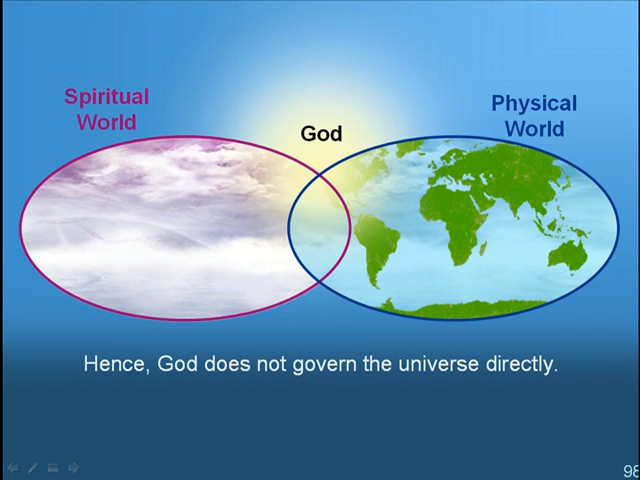 Spiritual
World
God
Physical
World
Hence, God does not govern the universe directly.
98